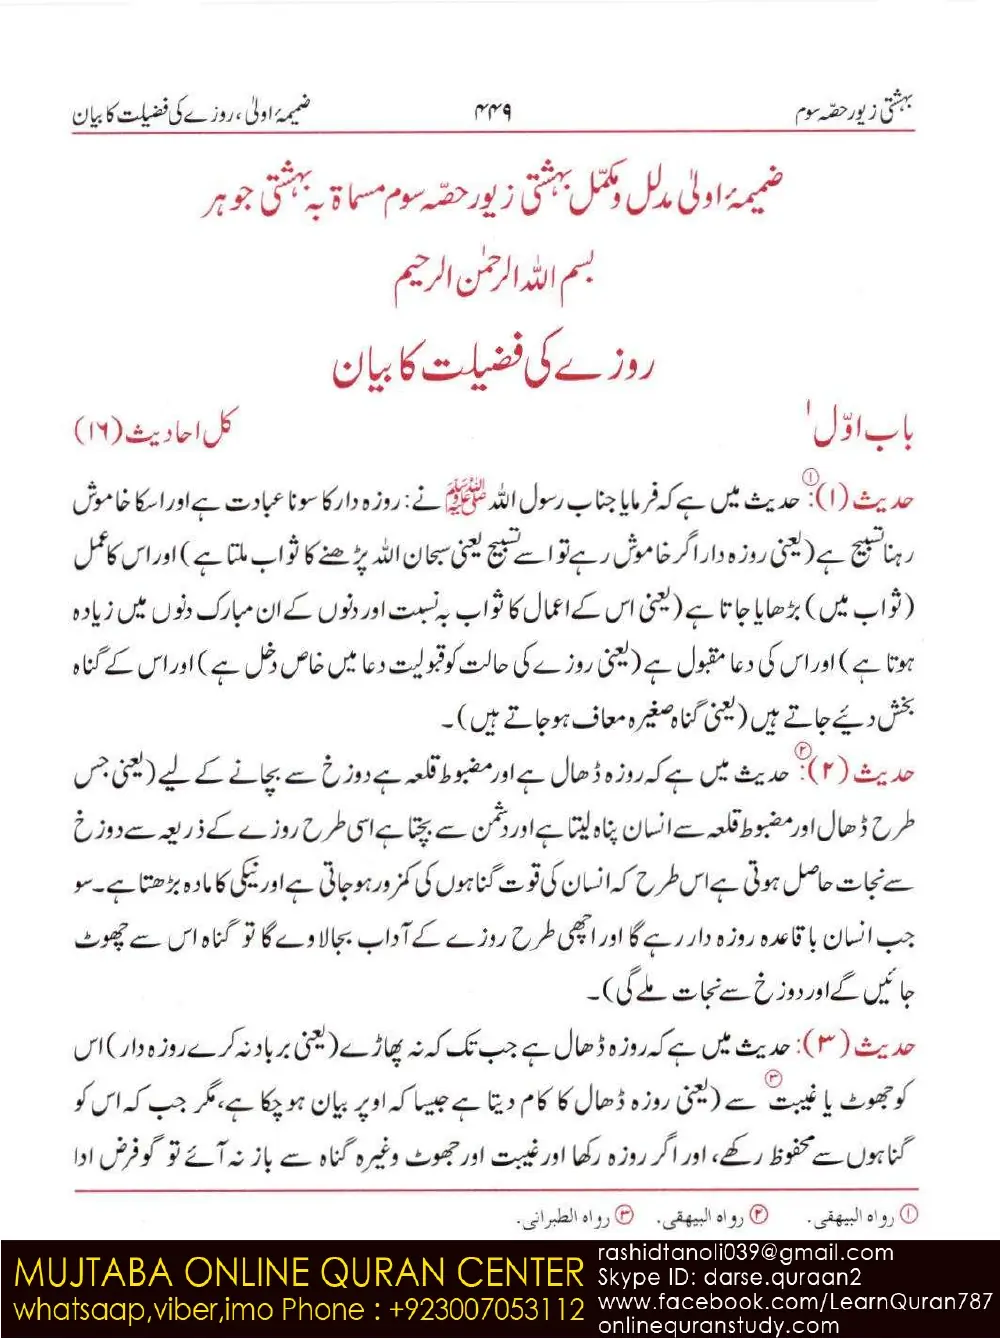 بہشتی زیور حصّہ سوم ۴۴۹ ضمیمۂ اولیٰ، روزے کی فضیلت کا بیان
ضمیمۂ اولیٰ مدلل و مکمّل بہشتی زیور حصّہ سوم مسماۃ بہ بہشتی جوہر
بسم اللہ الرحمٰن الرحیم
روزے کی فضیلت کا بیان
باب اوّل ۱ کل احادیث (۱۶)
حدیث (۱):① حدیث میں ہے کہ فرمایا جناب رسول اللہ ﷺ نے: روزہ دار کا سونا عبادت ہے اور اسکا خاموش
رہنا تسبیح ہے (یعنی روزہ دار اگر خاموش رہے تو اسے تسبیح یعنی سبحان اللہ پڑھنے کا ثواب ملتا ہے) اور اس کا عمل
(ثواب میں) بڑھایا جاتا ہے (یعنی اس کے اعمال کا ثواب بہ نسبت اور دنوں کے ان مبارک دنوں میں زیادہ
ہوتا ہے) اور اس کی دعا مقبول ہے (یعنی روزے کی حالت کو قبولیت دعا میں خاص دخل ہے) اور اس کے گناہ
بخش دیئے جاتے ہیں (یعنی گناہ صغیرہ معاف ہو جاتے ہیں)۔
حدیث (۲):② حدیث میں ہے کہ روزہ ڈھال ہے اور مضبوط قلعہ ہے دوزخ سے بچانے کے لیے (یعنی جس
طرح ڈھال اور مضبوط قلعہ سے انسان پناہ لیتا ہے اور دشمن سے بچتا ہے اسی طرح روزے کے ذریعہ سے دوزخ
سے نجات حاصل ہوتی ہے اس طرح کہ انسان کی قوت گناہوں کی کمزور ہو جاتی ہے اور نیکی کا مادہ بڑھتا ہے۔ سو
جب انسان باقاعدہ روزہ دار رہے گا اور اچھی طرح روزے کے آداب بجالاوے گا تو گناہ اس سے چھوٹ
جائیں گے اور دوزخ سے نجات ملے گی)۔
حدیث (۳): حدیث میں ہے کہ روزہ ڈھال ہے جب تک کہ نہ پھاڑے (یعنی برباد نہ کرے روزہ دار) اس
کو جھوٹ یا غیبت③ سے (یعنی روزہ ڈھال کا کام دیتا ہے جیسا کہ اوپر بیان ہو چکا ہے، مگر جب کہ اس کو
گناہوں سے محفوظ رکھے، اور اگر روزہ رکھا اور غیبت اور جھوٹ وغیرہ گناہ سے باز نہ آئے تو گو فرض ادا
① رواہ البیھقی. ② رواہ البیھقی. ③ رواہ الطبرانی.
MUJTABA ONLINE QURAN CENTER
whatsaap,viber,imo Phone : +923007053112
rashidtanoli039@gmail.com
Skype ID: darse.quraan2
www.facebook.com/LearnQuran787
onlinequranstudy.com